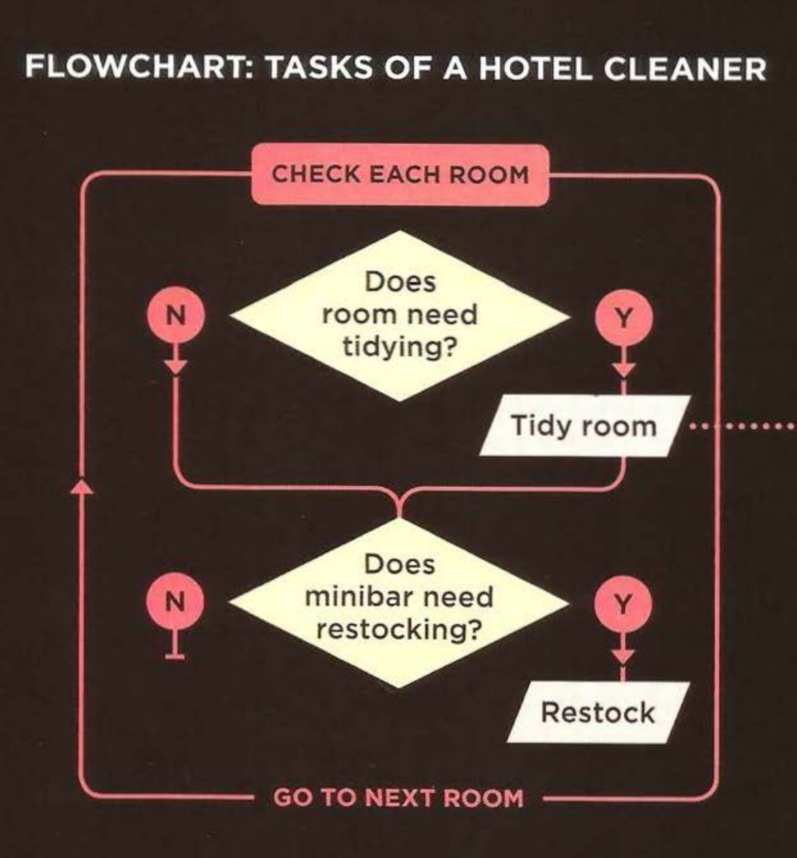 FLOWCHART: TASKS OF A HOTEL CLEANER
CHECK EACH ROOM
Does
room need
tidying?
N
Y
Tidy room
Does
minibar need
restocking?
N
Y
Restock
GO TO NEXT ROOM